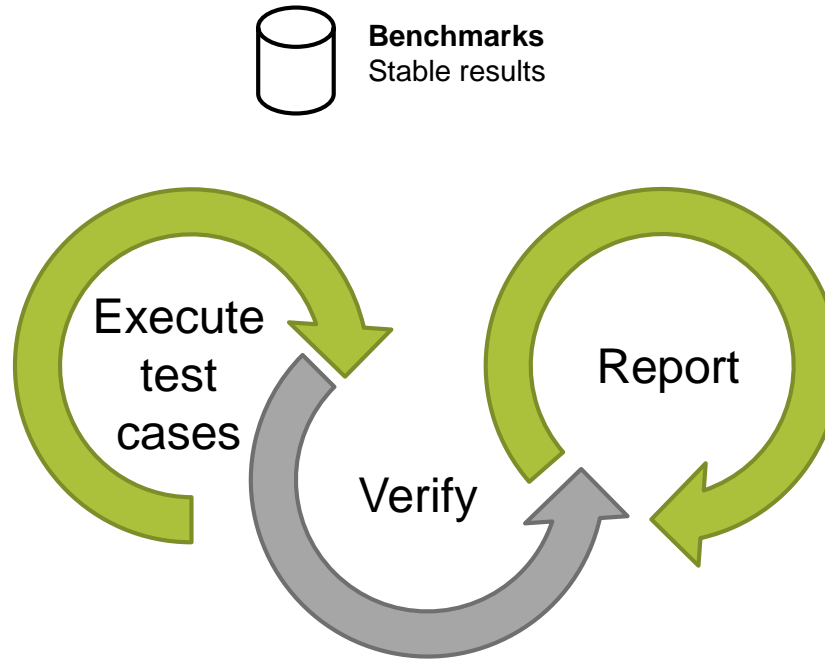 Benchmarks
Stable results
Execute
test
cases
Verify
Report